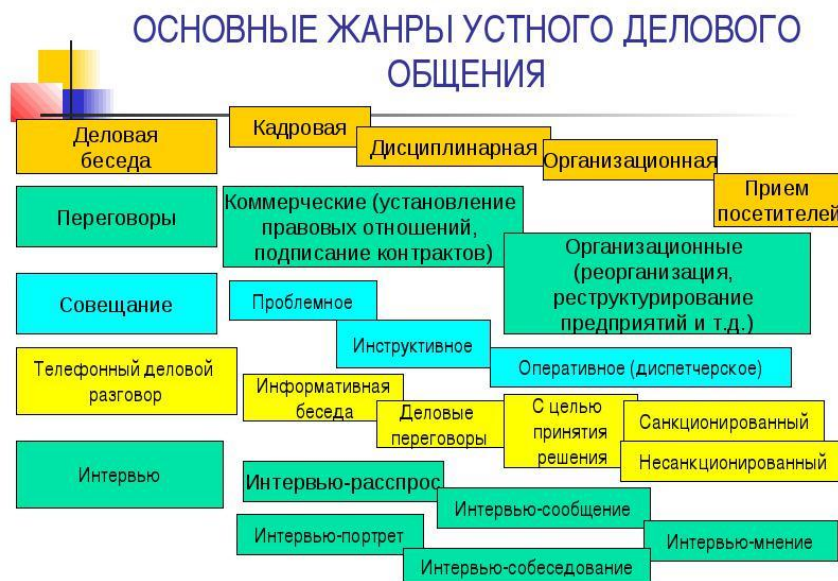 ОСНОВНЫЕ ЖАНРЫ УСТНОГО ДЕЛОВОГО
ОБЩЕНИЯ
Деловая
беседа
Кадровая
Дисциплинарная
Организационная
Прием
посетителей
Переговоры
Коммерческие (установление
правовых отношений,
подписание контрактов)
Организационные
(реорганизация,
реструктурирование
предприятий и т.д.)
Совещание
Проблемное
Инструктивное
Оперативное (диспетчерское)
Телефонный деловой
разговор
Информативная
беседа
Деловые
переговоры
С целью
принятия
решения
Санкционированный
Несанкционированный
Интервью
Интервью-расспрос
Интервью-сообщение
Интервью-портрет
Интервью-мнение
Интервью-собеседование